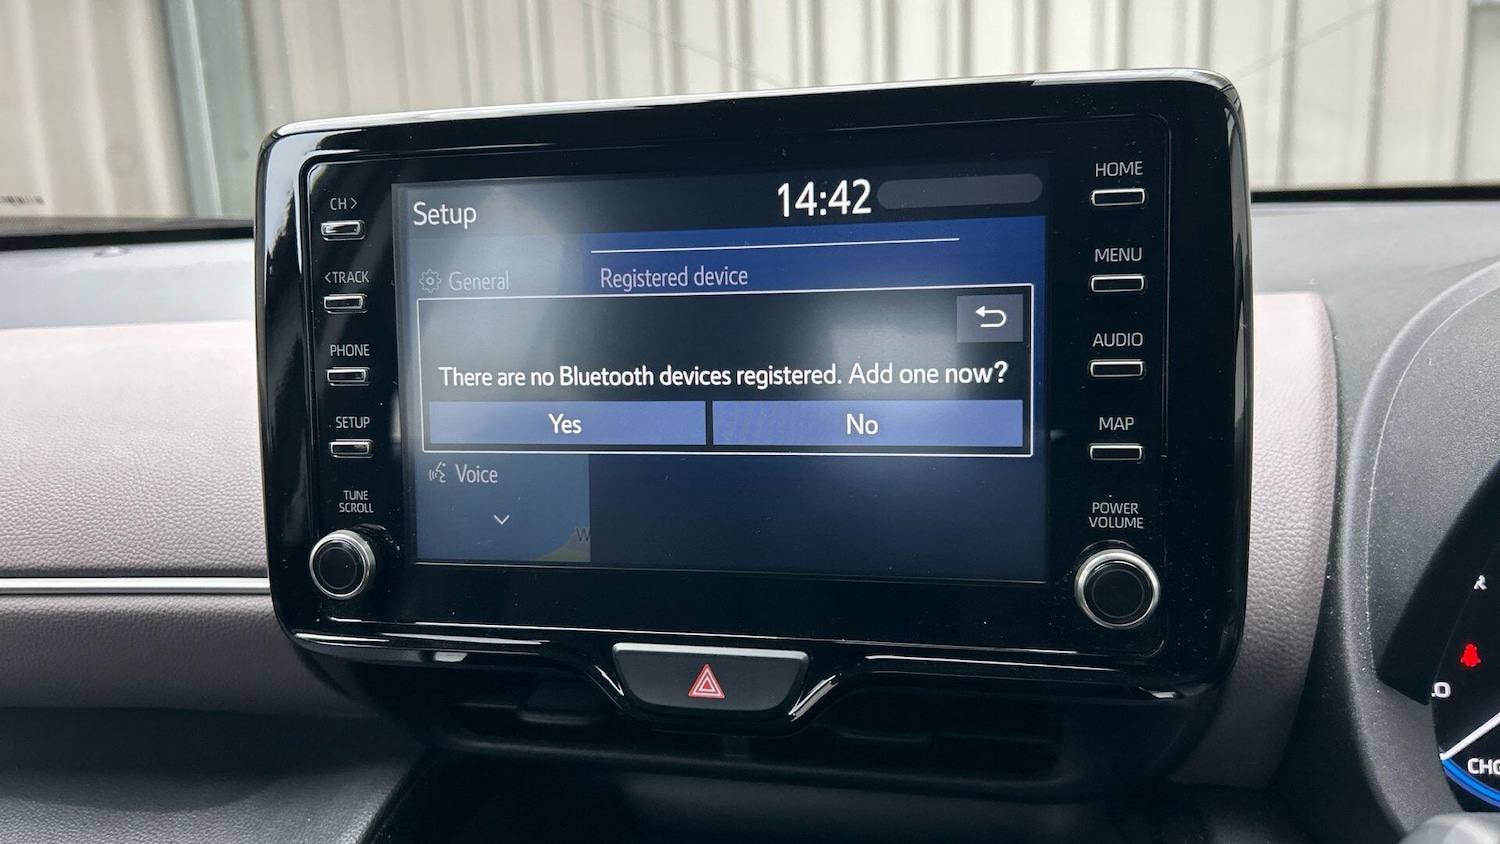 CH >
< TRACK
PHONE
SETUP
TUNE
SCROLL
Setup
14:42
General
Registered device
There are no Bluetooth devices registered. Add one now?
Yes
No
Voice
W
HOME
MENU
AUDIO
MAP
POWER
VOLUME
CHG